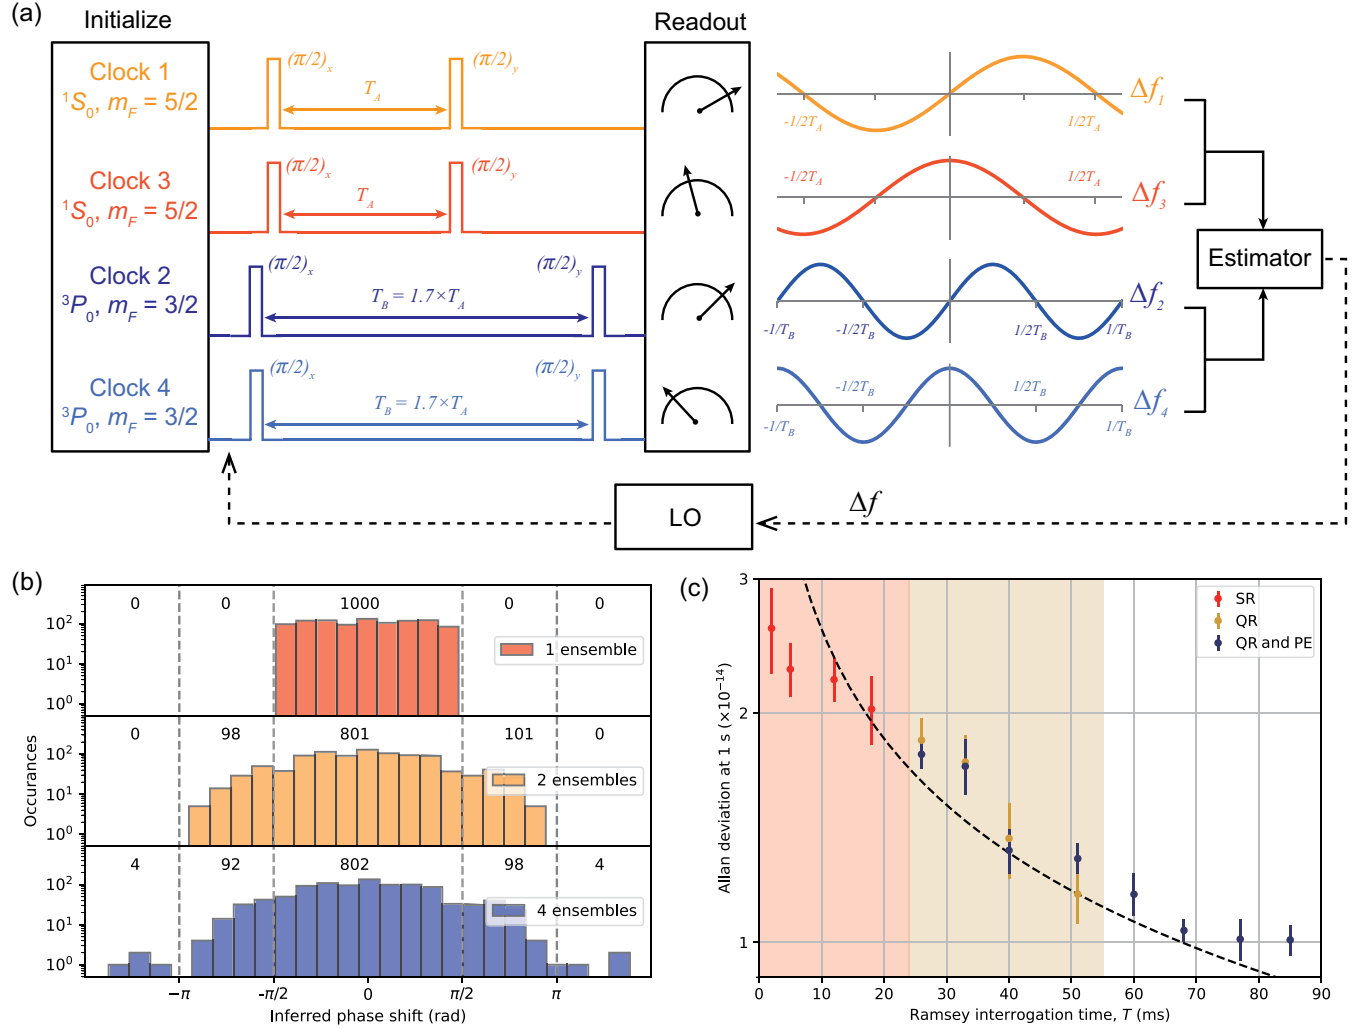 (a)
Initialize
Readout
Clock 1
¹S₀, m_F = 5/2
(π/2)ₓ
T_A
(π/2)_y
-1/2T_A
1/2T_A
Δf₁
Clock 3
¹S₀, m_F = 5/2
(π/2)ₓ
T_A
(π/2)_y
-1/2T_A
1/2T_A
Δf₃
Clock 2
³P₀, m_F = 3/2
(π/2)ₓ
T_B = 1.7×T_A
(π/2)_y
-1/T_B
-1/2T_B
1/2T_B
1/T_B
Δf₂
Clock 4
³P₀, m_F = 3/2
(π/2)ₓ
T_B = 1.7×T_A
(π/2)_y
-1/T_B
-1/2T_B
1/2T_B
1/T_B
Δf₄
Estimator
LO
Δf
(b)
0 0 1000 0 0
10²
10¹
10⁰
1 ensemble
0 98 801 101 0
10²
10¹
10⁰
2 ensembles
4 92 802 98 4
10²
10¹
10⁰
4 ensembles
Occurances
−π -π/2 0 π/2 π
Inferred phase shift (rad)
(c)
3
2
1
Allan deviation at 1 s (×10⁻¹⁴)
SR
QR
QR and PE
0 10 20 30 40 50 60 70 80 90
Ramsey interrogation time, T (ms)